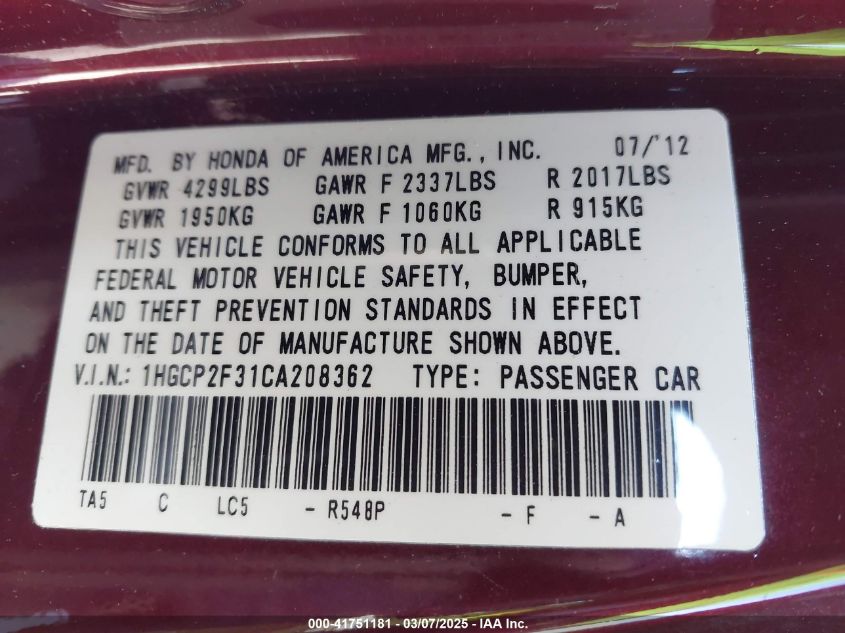 MFD. BY HONDA OF AMERICA MFG., INC. 07/'12
GVWR 4299LBS GAWR F 2337LBS R 2017LBS
GVWR 1950KG GAWR F 1060KG R 915KG
THIS VEHICLE CONFORMS TO ALL APPLICABLE
FEDERAL MOTOR VEHICLE SAFETY, BUMPER,
AND THEFT PREVENTION STANDARDS IN EFFECT
ON THE DATE OF MANUFACTURE SHOWN ABOVE.
V.I.N.: 1HGCP2F31CA208362 TYPE: PASSENGER CAR
TA5 C LC5 - R548P - F - A
000-41751181 - 03/07/2025 - IAA Inc.